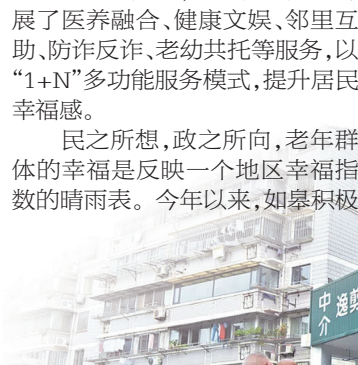 展了医养融合、健康文娱、邻里互
助、防诈反诈、老幼共托等服务,以
“1+N”多功能服务模式,提升居民
幸福感。
民之所想,政之所向,老年群
体的幸福是反映一个地区幸福指
数的晴雨表。今年以来,如皋积极
中介
逸剪